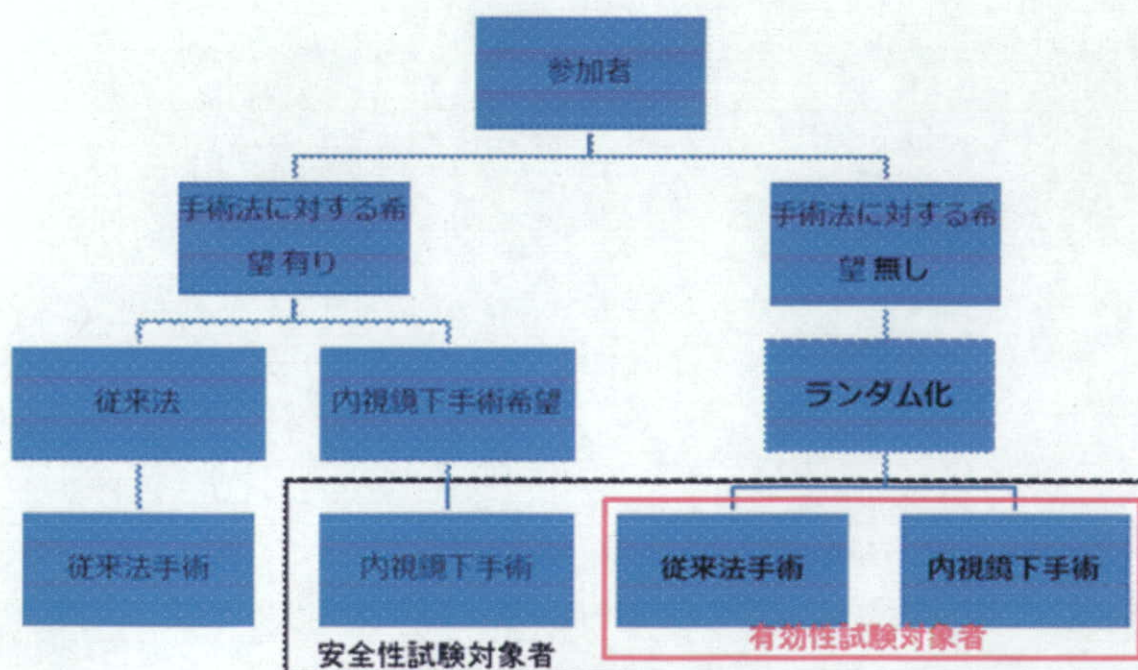 参加者
手術法に対する希
望 有り
手術法に対する希
望 無し
従来法
内視鏡下手術希望
ランダム化
従来法手術
内視鏡下手術
従来法手術
内視鏡下手術
有効性試験対象者
安全性試験対象者